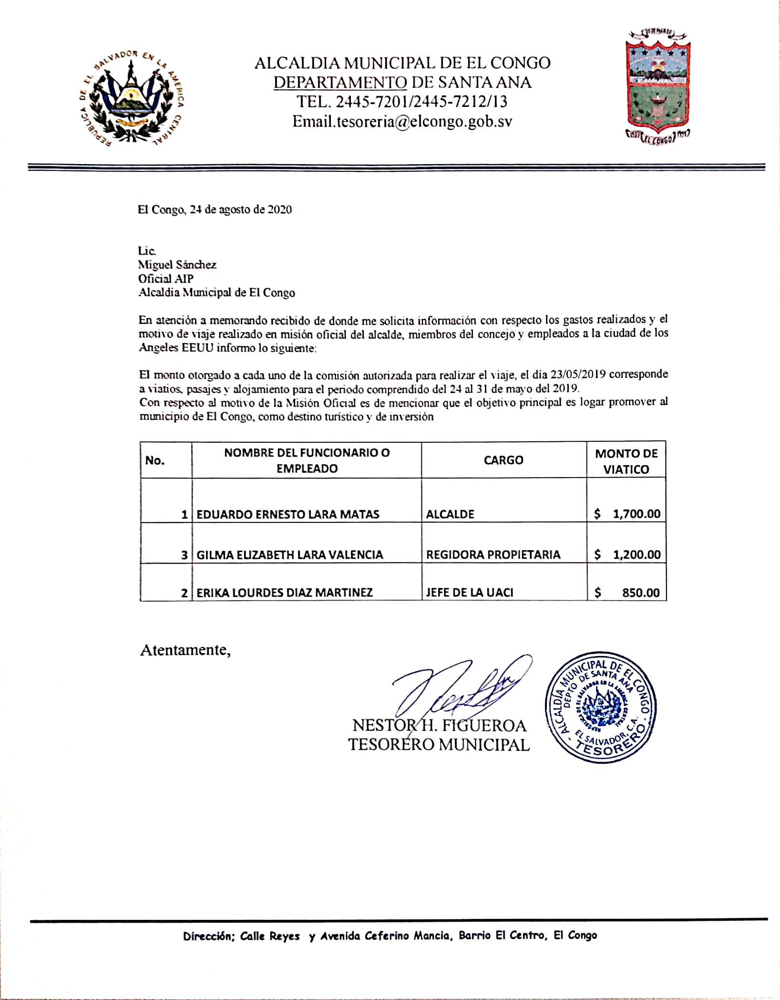 REPUBLICA DE EL SALVADOR EN LA AMERICA CENTRAL
ALCALDIA MUNICIPAL DE EL CONGO
DEPARTAMENTO DE SANTA ANA
TEL. 2445-7201/2445-7212/13
Email.tesoreria@elcongo.gob.sv
EL CONGO
El Congo, 24 de agosto de 2020
Lic.
Miguel Sánchez
Oficial AIP
Alcaldia Municipal de El Congo
En atención a memorando recibido de donde me solicita información con respecto los gastos realizados y el
motivo de viaje realizado en misión oficial del alcalde, miembros del concejo y empleados a la ciudad de los
Angeles EEUU informo lo siguiente:
El monto otorgado a cada uno de la comisión autorizada para realizar el viaje, el día 23/05/2019 corresponde
a viatios, pasajes y alojamiento para el periodo comprendido del 24 al 31 de mayo del 2019.
Con respecto al motivo de la Misión Oficial es de mencionar que el objetivo principal es logar promover al
municipio de El Congo, como destino turístico y de inversión
No. NOMBRE DEL FUNCIONARIO O EMPLEADO CARGO MONTO DE VIATICO
1 EDUARDO ERNESTO LARA MATAS ALCALDE $ 1,700.00
3 GILMA ELIZABETH LARA VALENCIA REGIDORA PROPIETARIA $ 1,200.00
2 ERIKA LOURDES DIAZ MARTINEZ JEFE DE LA UACI $ 850.00
Atentamente,
NESTOR H. FIGUEROA
TESORERO MUNICIPAL
ALCALDÍA MUNICIPAL DE EL CONGO
DEPTO DE SANTA ANA
REPUBLICA DE EL SALVADOR EN LA AMERICA CENTRAL
EL SALVADOR, C.A.
- TESORERO -
Dirección; Calle Reyes y Avenida Ceferino Mancia, Barrio El Centro, El Congo